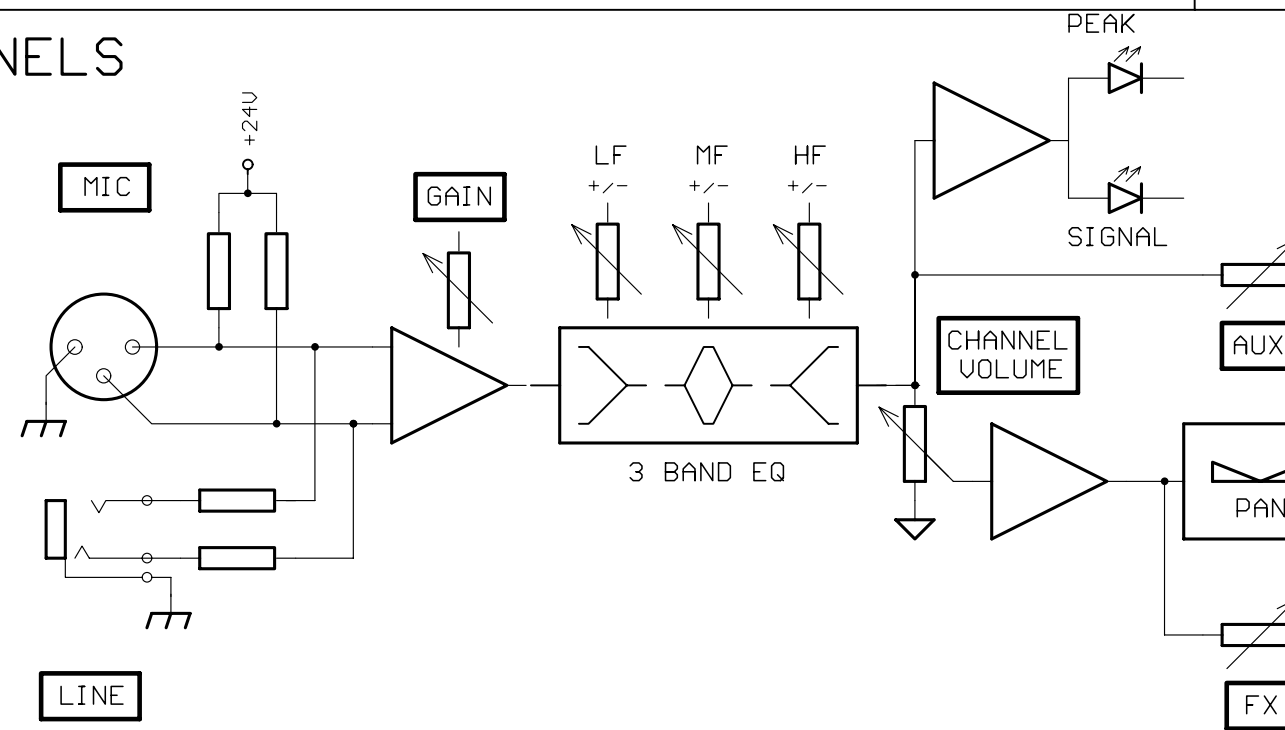 NELS
PEAK
+24V
MIC
GAIN
LF
MF
HF
+/-
+/-
+/-
SIGNAL
CHANNEL
VOLUME
AUX
3 BAND EQ
PAN
LINE
FX